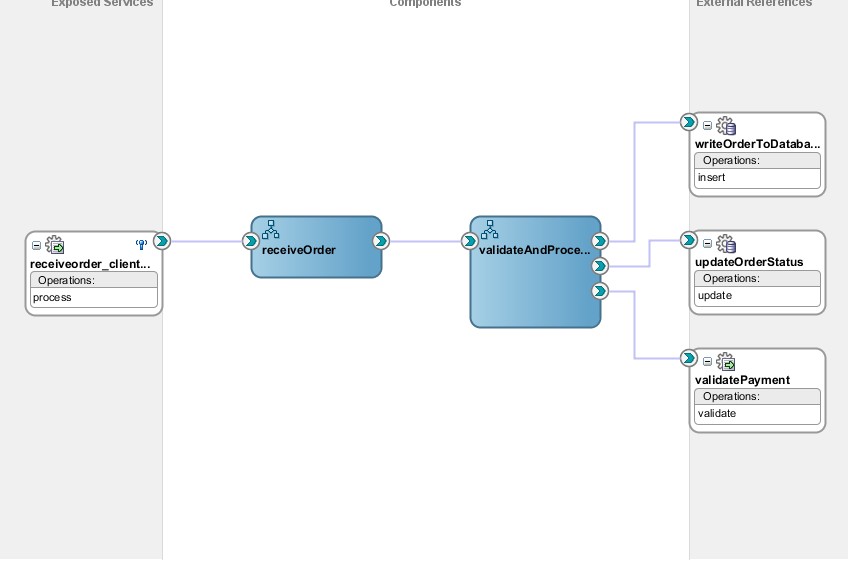 Exposed Services
Components
External References
receiveorder_client...
Operations:
process
receiveOrder
validateAndProce...
writeOrderToDataba...
Operations:
insert
updateOrderStatus
Operations:
update
validatePayment
Operations:
validate